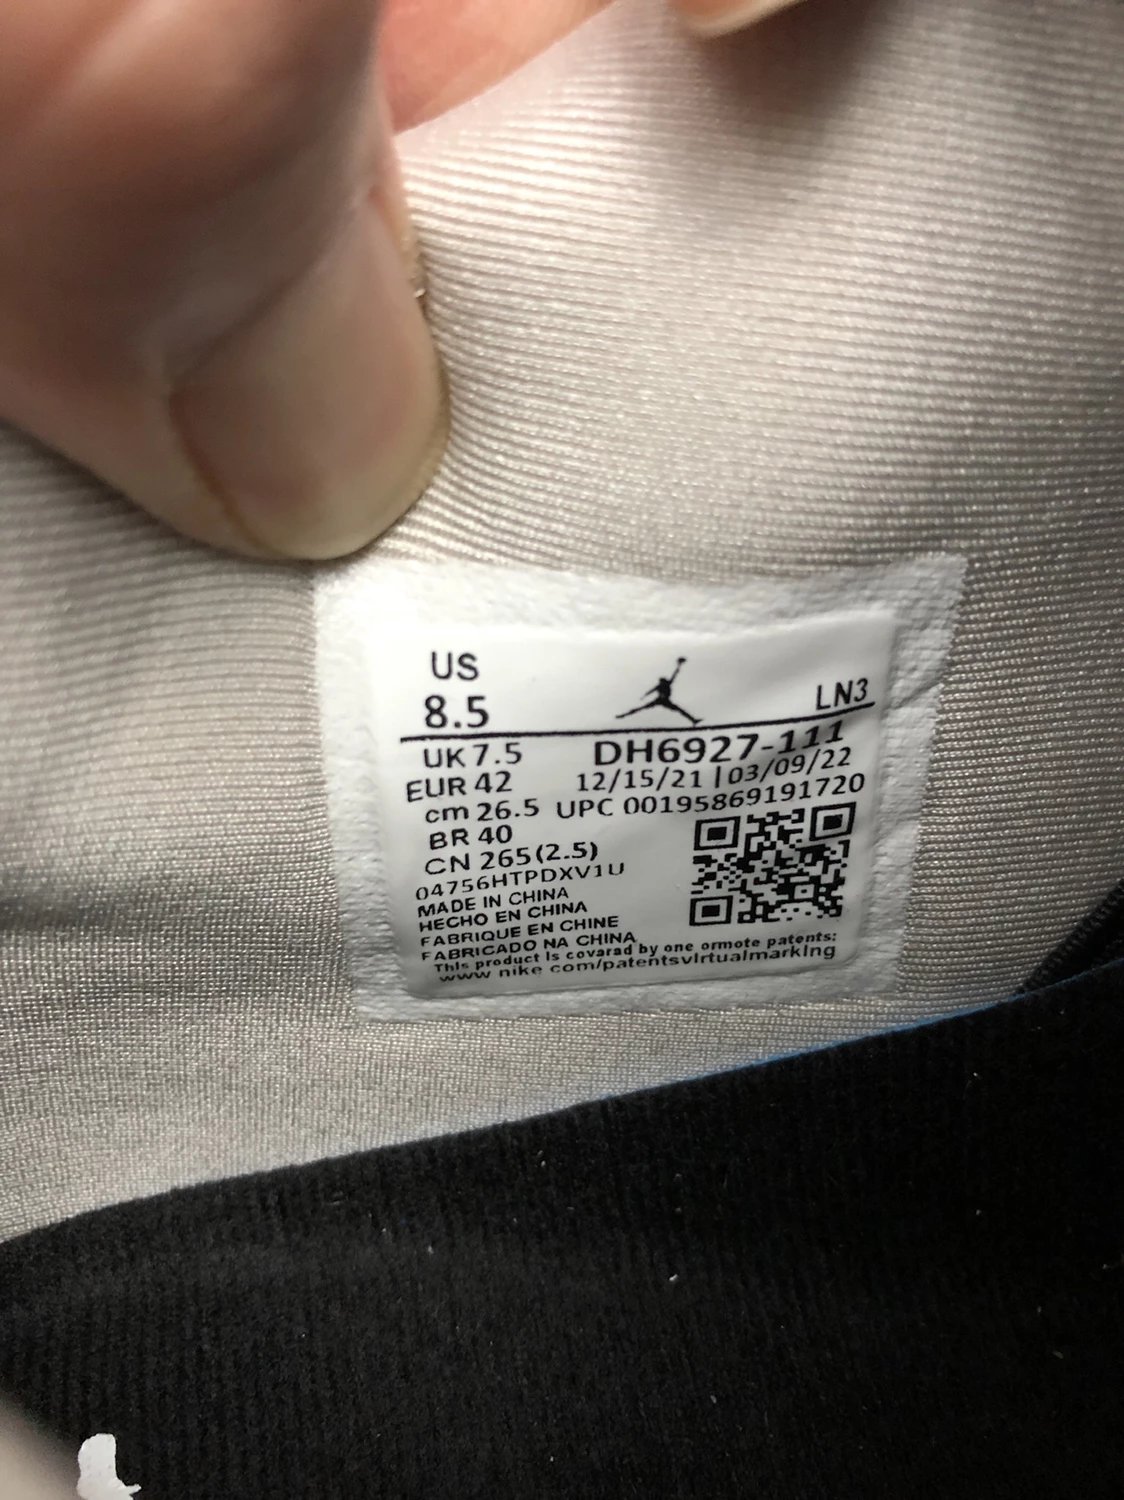 US
8.5
LN3
UK 7.5
DH6927-111
EUR 42
12/15/21 | 03/09/22
cm 26.5
UPC 00195869191720
BR 40
CN 265(2.5)
04756HTPDXV1U
MADE IN CHINA
HECHO EN CHINA
FABRIQUE EN CHINE
FABRICADO NA CHINA
This product is covarad by one ormote patents:
www nike com/patentsvirtualmarking